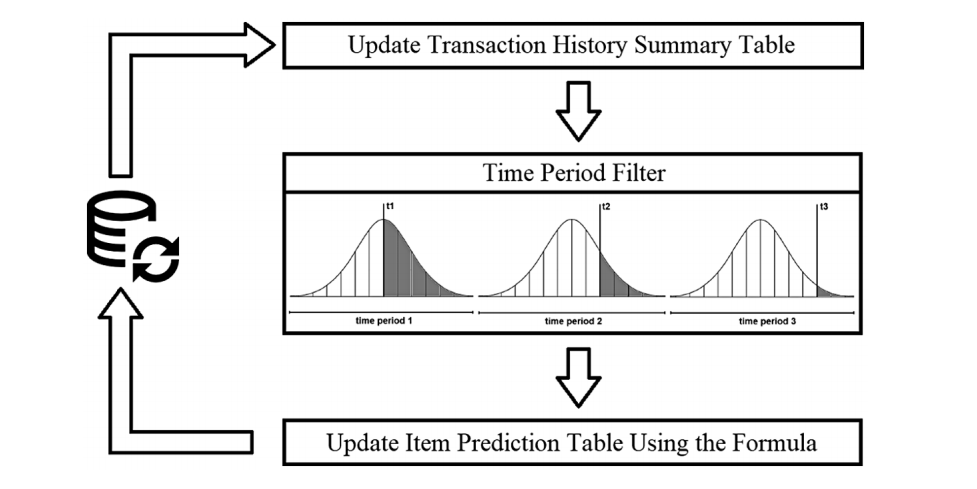 Update Transaction History Summary Table
Time Period Filter
t1
t2
t3
time period 1
time period 2
time period 3
Update Item Prediction Table Using the Formula